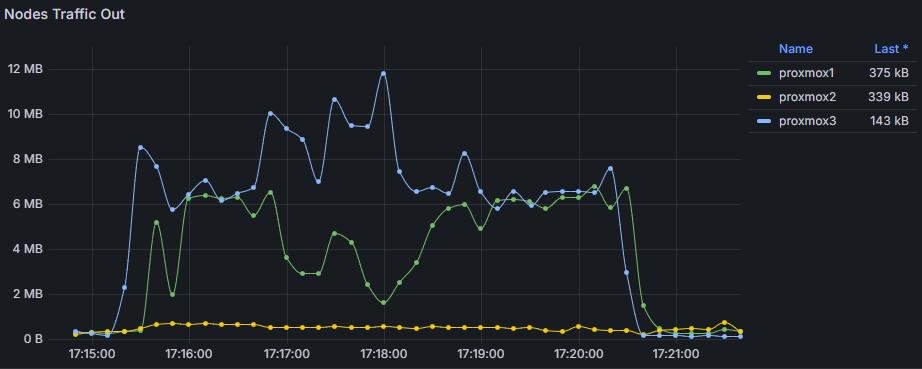 Nodes Traffic Out
Name Last *
proxmox1 375 kB
proxmox2 339 kB
proxmox3 143 kB
12 MB
10 MB
8 MB
6 MB
4 MB
2 MB
0 B
17:15:00 17:16:00 17:17:00 17:18:00 17:19:00 17:20:00 17:21:00